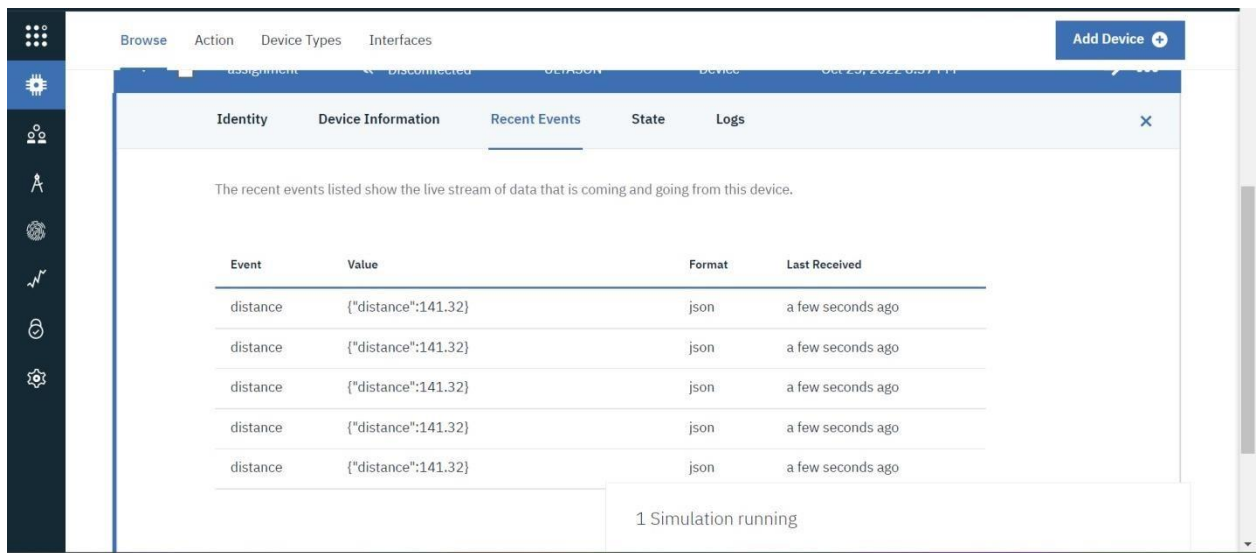 Browse Action Device Types Interfaces Add Device
assignment Disconnected Device
Identity Device Information Recent Events State Logs
The recent events listed show the live stream of data that is coming and going from this device.
Event Value Format Last Received
distance {"distance":141.32} json a few seconds ago
distance {"distance":141.32} json a few seconds ago
distance {"distance":141.32} json a few seconds ago
distance {"distance":141.32} json a few seconds ago
distance {"distance":141.32} json a few seconds ago
1 Simulation running